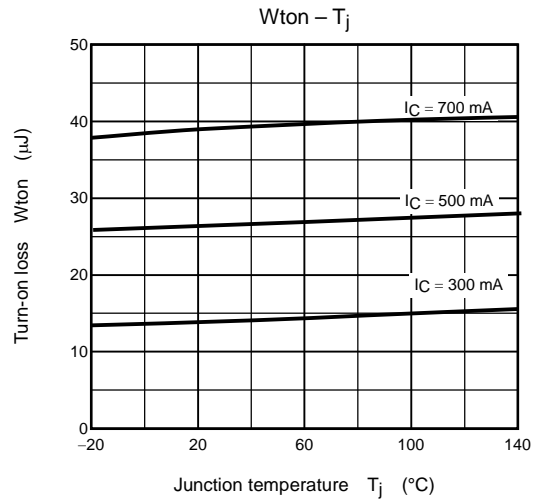 Wton – Tj
50
40
30
20
10
0
Turn-on loss Wton (μJ)
IC = 700 mA
IC = 500 mA
IC = 300 mA
–20 20 60 100 140
Junction temperature Tj (°C)